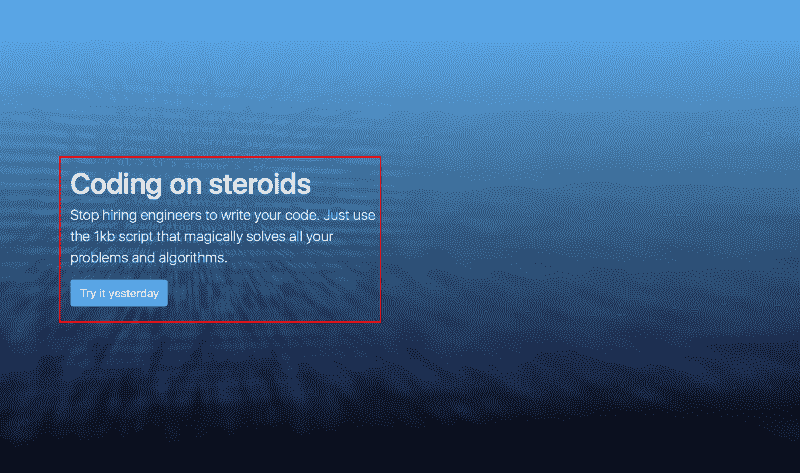 Coding on steroids
Stop hiring engineers to write your code. Just use
the 1kb script that magically solves all your
problems and algorithms.
Try it yesterday